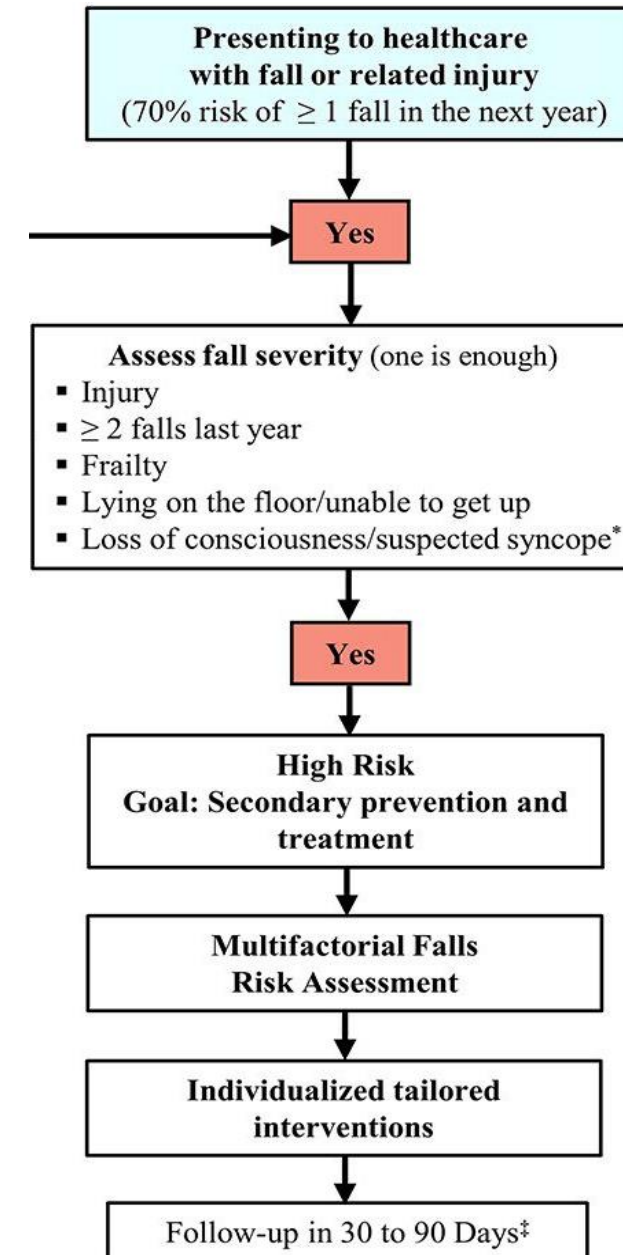 Presenting to healthcare
with fall or related injury
(70% risk of ≥ 1 fall in the next year)
Yes
Assess fall severity (one is enough)
▪ Injury
▪ ≥ 2 falls last year
▪ Frailty
▪ Lying on the floor/unable to get up
▪ Loss of consciousness/suspected syncope*
Yes
High Risk
Goal: Secondary prevention and
treatment
Multifactorial Falls
Risk Assessment
Individualized tailored
interventions
Follow-up in 30 to 90 Days‡